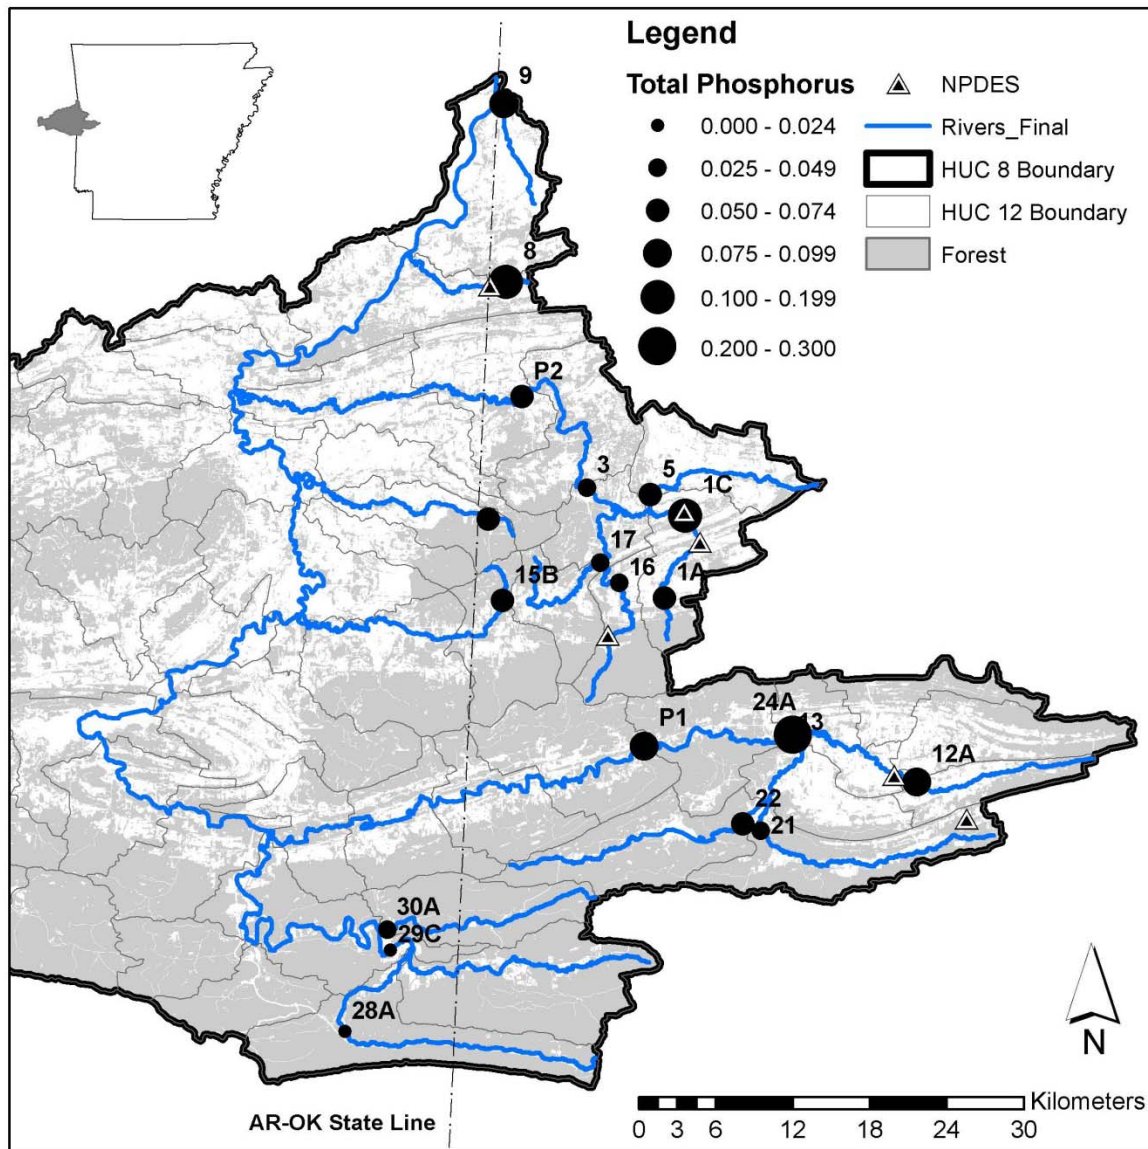 Legend
Total Phosphorus
0.000 - 0.024
0.025 - 0.049
0.050 - 0.074
0.075 - 0.099
0.100 - 0.199
0.200 - 0.300
NPDES
Rivers_Final
HUC 8 Boundary
HUC 12 Boundary
Forest
9
8
P2
3
5
1C
17
16
1A
15B
24A
13
P1
12A
22
21
30A
29C
28A
N
AR-OK State Line
Kilometers
0 3 6 12 18 24 30